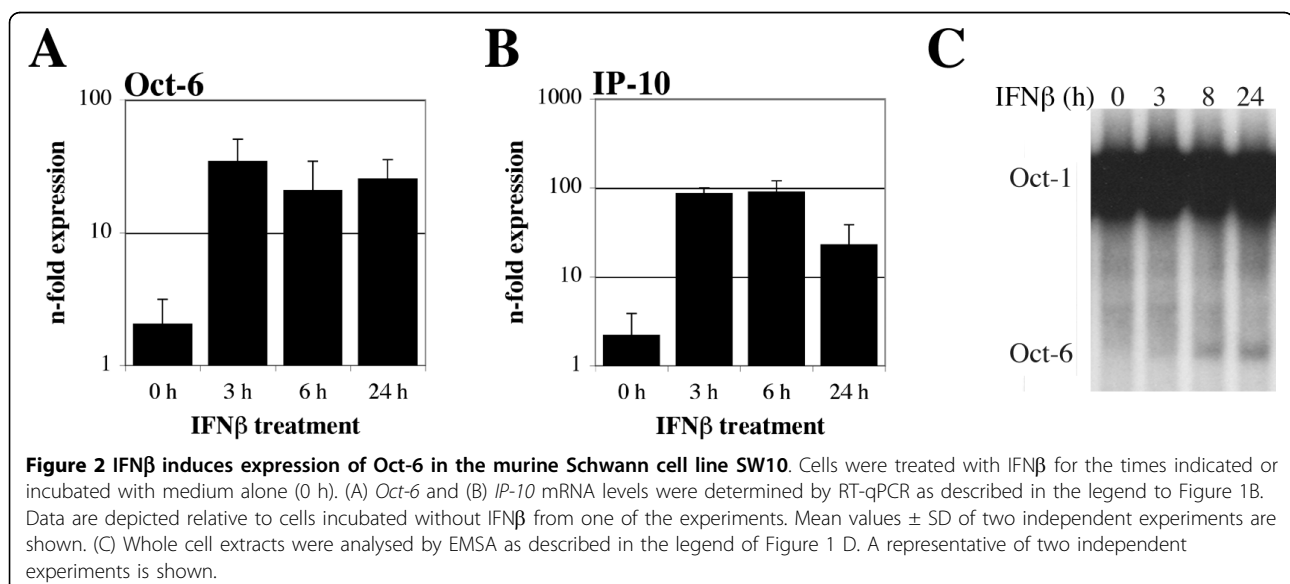 A
Oct-6
100
10
1
n-fold expression
0 h 3 h 6 h 24 h
IFNβ treatment
B
IP-10
1000
100
10
1
n-fold expression
0 h 3 h 6 h 24 h
IFNβ treatment
C
IFNβ (h) 0 3 8 24
Oct-1
Oct-6
Figure 2 IFNβ induces expression of Oct-6 in the murine Schwann cell line SW10. Cells were treated with IFNβ for the times indicated or
incubated with medium alone (0 h). (A) Oct-6 and (B) IP-10 mRNA levels were determined by RT-qPCR as described in the legend to Figure 1B.
Data are depicted relative to cells incubated without IFNβ from one of the experiments. Mean values ± SD of two independent experiments are
shown. (C) Whole cell extracts were analysed by EMSA as described in the legend of Figure 1 D. A representative of two independent
experiments is shown.